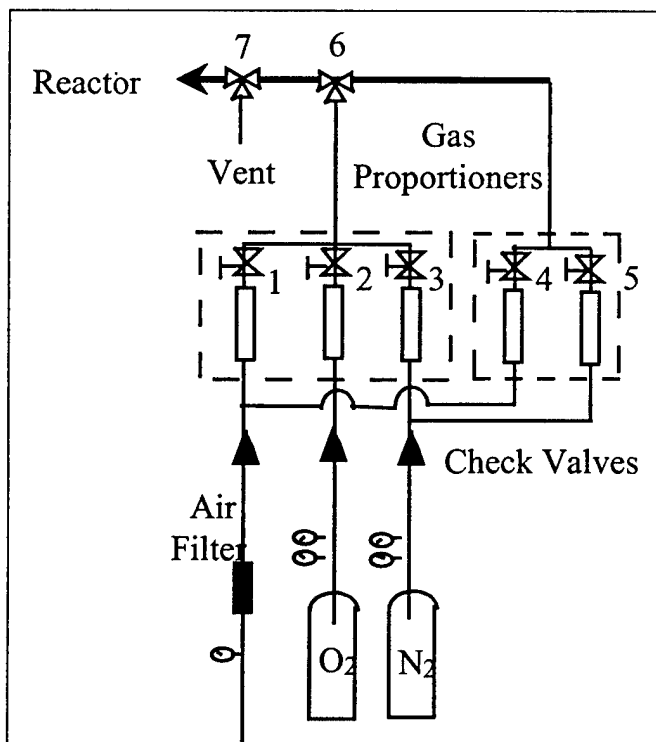 7
6
Reactor
Vent
Gas
Proportioners
1
2
3
4
5
Check Valves
Air
Filter
O₂
N₂